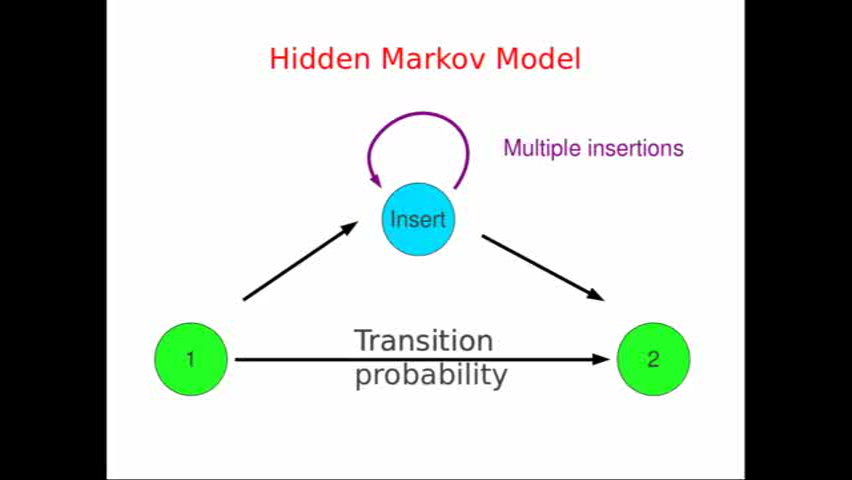 Hidden Markov Model
Multiple insertions
Insert
Transition
1
2
probability